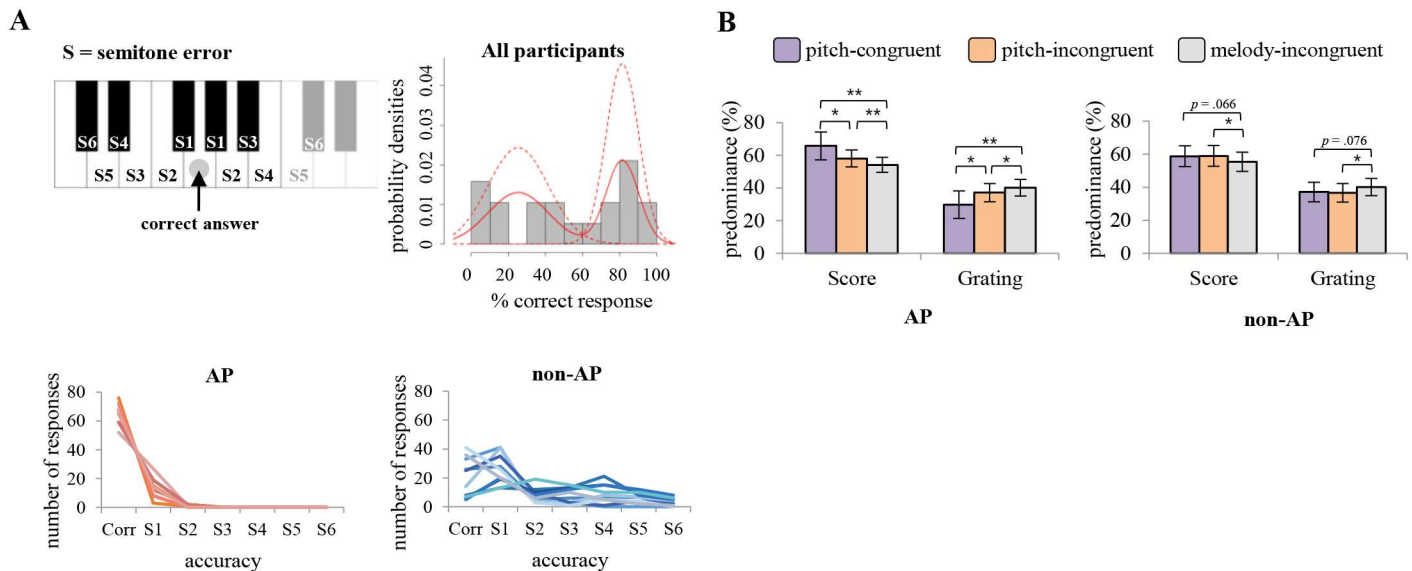 A
S = semitone error
S6 S4 S1 S1 S3 S6
S5 S3 S2 S2 S4 S5
correct answer
All participants
probability densities
0.04
0.03
0.02
0.01
0
0 20 40 60 80 100
% correct response
AP
number of responses
80
60
40
20
0
Corr S1 S2 S3 S4 S5 S6
accuracy
non-AP
number of responses
80
60
40
20
0
Corr S1 S2 S3 S4 S5 S6
accuracy
B
pitch-congruent pitch-incongruent melody-incongruent
predominance (%)
80
60
40
20
0
**
* **
**
* *
Score Grating
AP
predominance (%)
80
60
40
20
0
p = .066
*
p = .076
*
Score Grating
non-AP